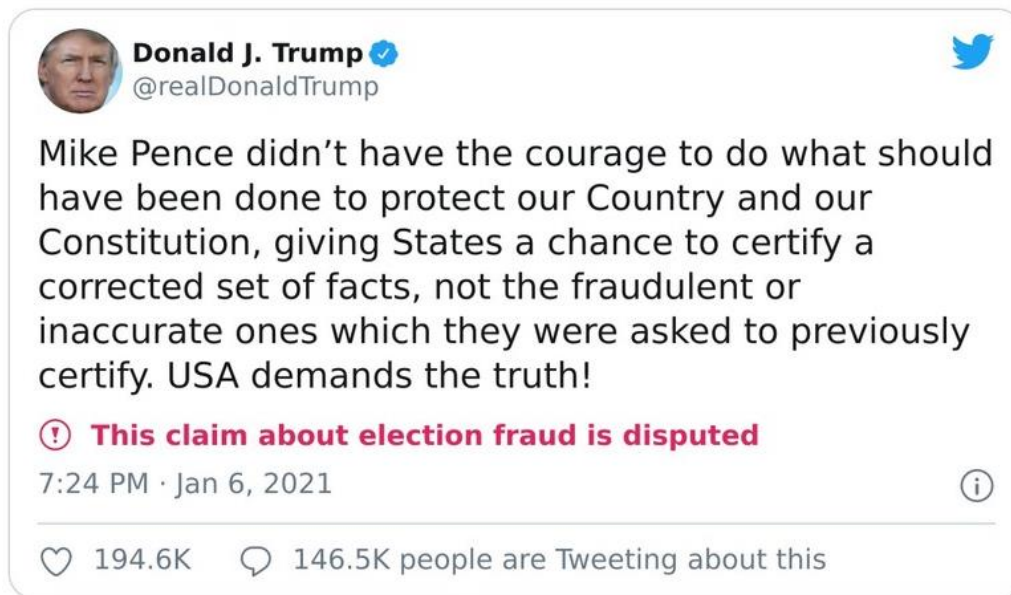 Donald J. Trump
@realDonaldTrump
Mike Pence didn’t have the courage to do what should
have been done to protect our Country and our
Constitution, giving States a chance to certify a
corrected set of facts, not the fraudulent or
inaccurate ones which they were asked to previously
certify. USA demands the truth!
This claim about election fraud is disputed
7:24 PM · Jan 6, 2021
194.6K 146.5K people are Tweeting about this